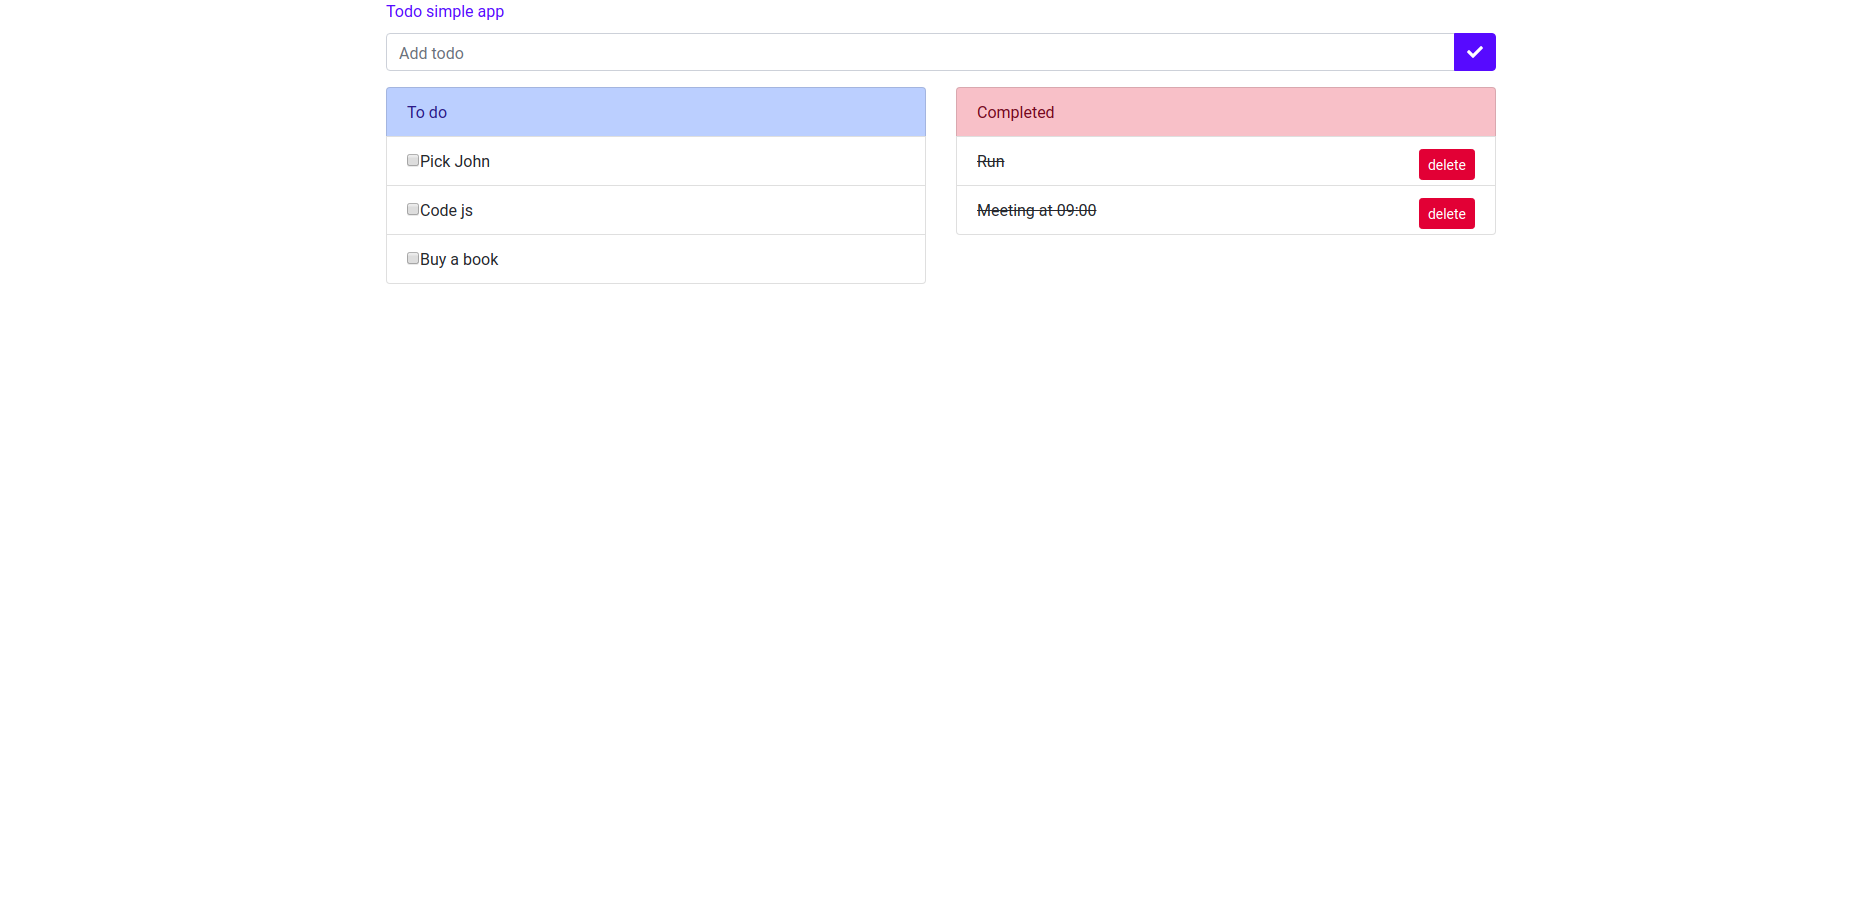 Todo simple app
Add todo
To do
Pick John
Code js
Buy a book
Completed
Run delete
Meeting at 09:00 delete